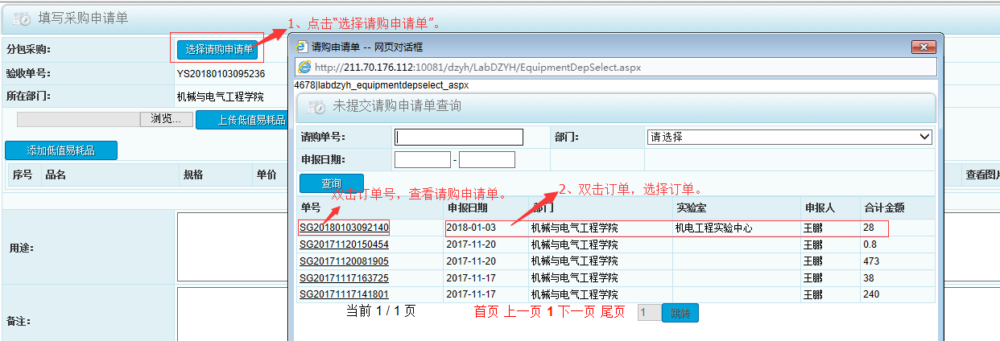 填写采购申请单
1、点击“选择请购申请单”。
分包采购:
选择请购申请单
验收单号:
YS20180103095236
所在部门:
机械与电气工程学院
浏览...
上传低值易耗品
添加低值易耗品
序号 品名 规格 单价
查看图片
用途:
备注:
请购申请单 -- 网页对话框
http://211.70.176.112:10081/dzyh/LabDZYH/EquipmentDepSelect.aspx
4678|labdzyh_equipmentdepselect_aspx
未提交请购申请单查询
请购单号: 部门: 请选择
申报日期: -
查询
双击订单号，查看请购申请单。
2、双击订单，选择订单。
单号 申报日期 部门 实验室 申报人 合计金额
SG20180103092140 2018-01-03 机械与电气工程学院 机电工程实验中心 王鹏 28
SG20171120150454 2017-11-20 机械与电气工程学院 王鹏 0.8
SG20171120081905 2017-11-20 机械与电气工程学院 王鹏 473
SG20171117163725 2017-11-17 机械与电气工程学院 王鹏 38
SG20171117141801 2017-11-17 机械与电气工程学院 王鹏 240
当前 1 / 1 页 首页 上一页 1 下一页 尾页 1 跳转